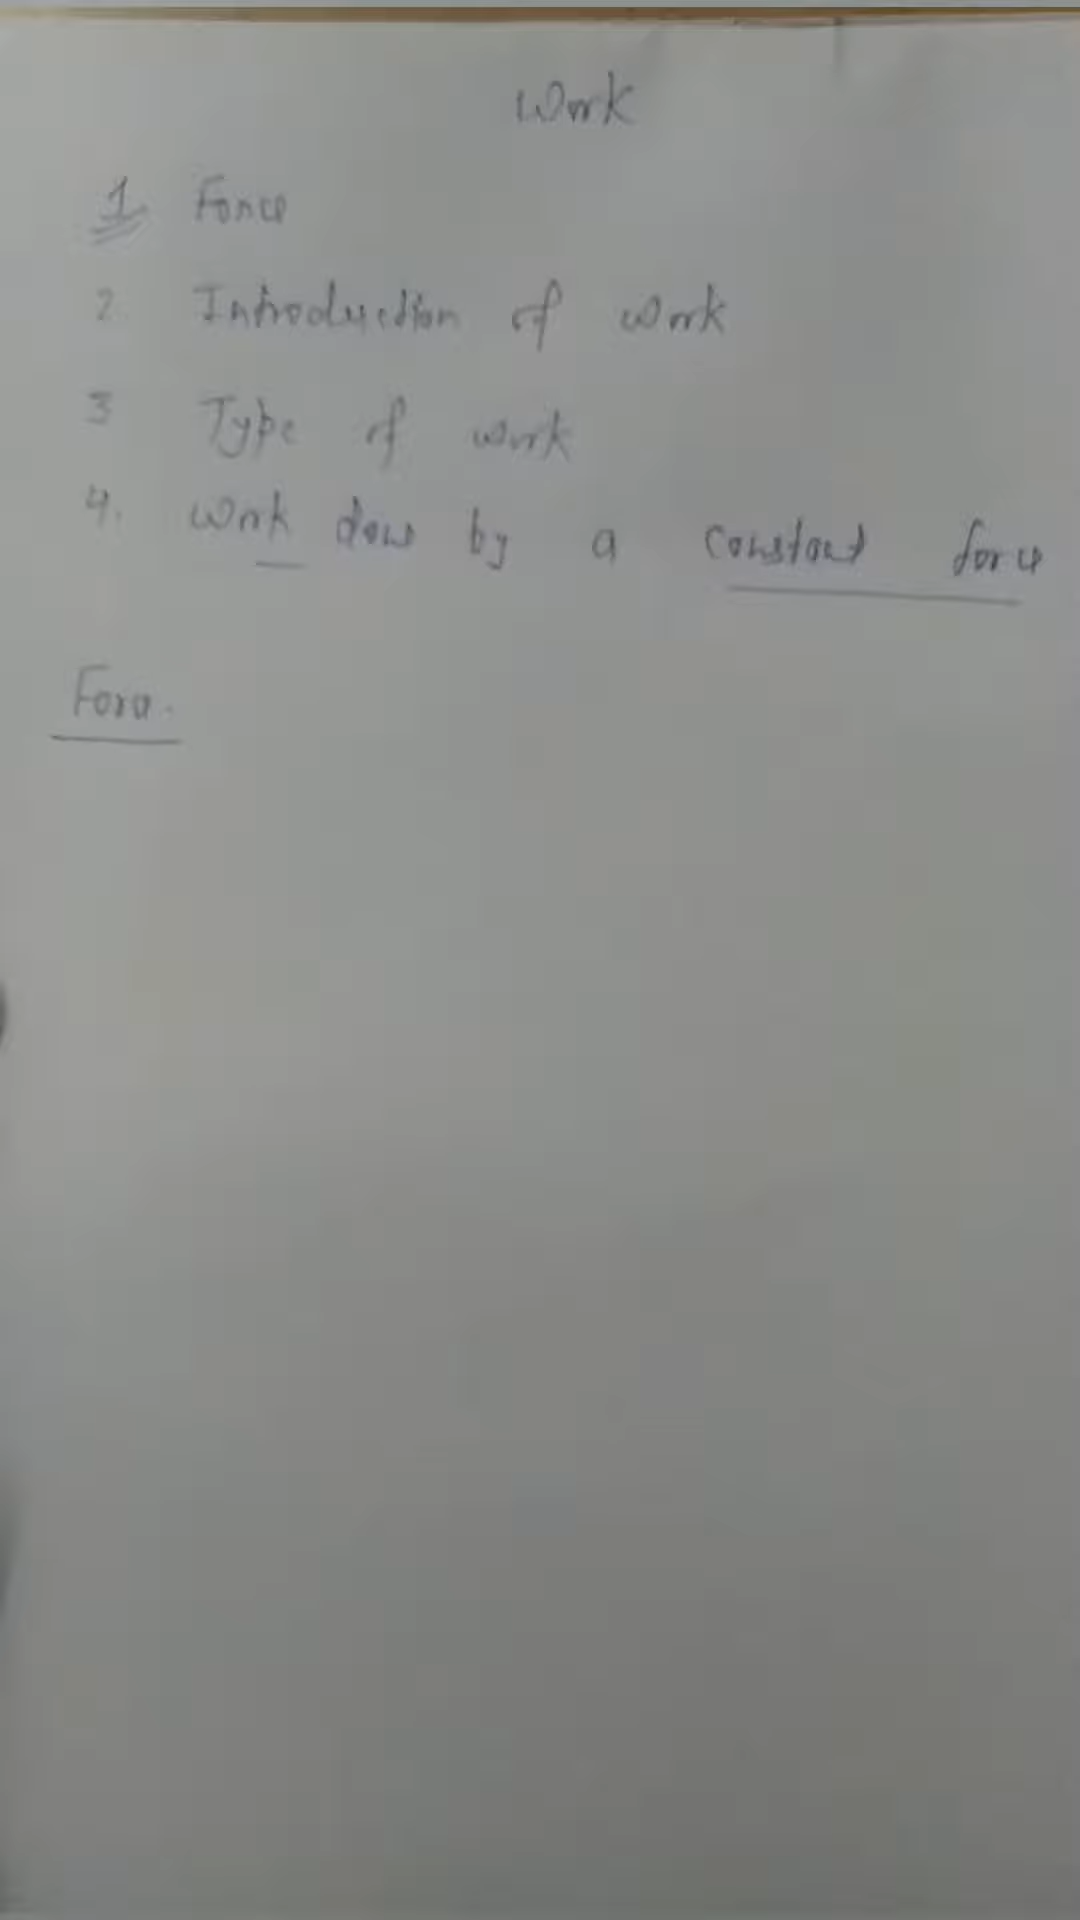 Work
1 Force
2. Introduction of work
3 Type of work
4. Work done by a constant force
Force.